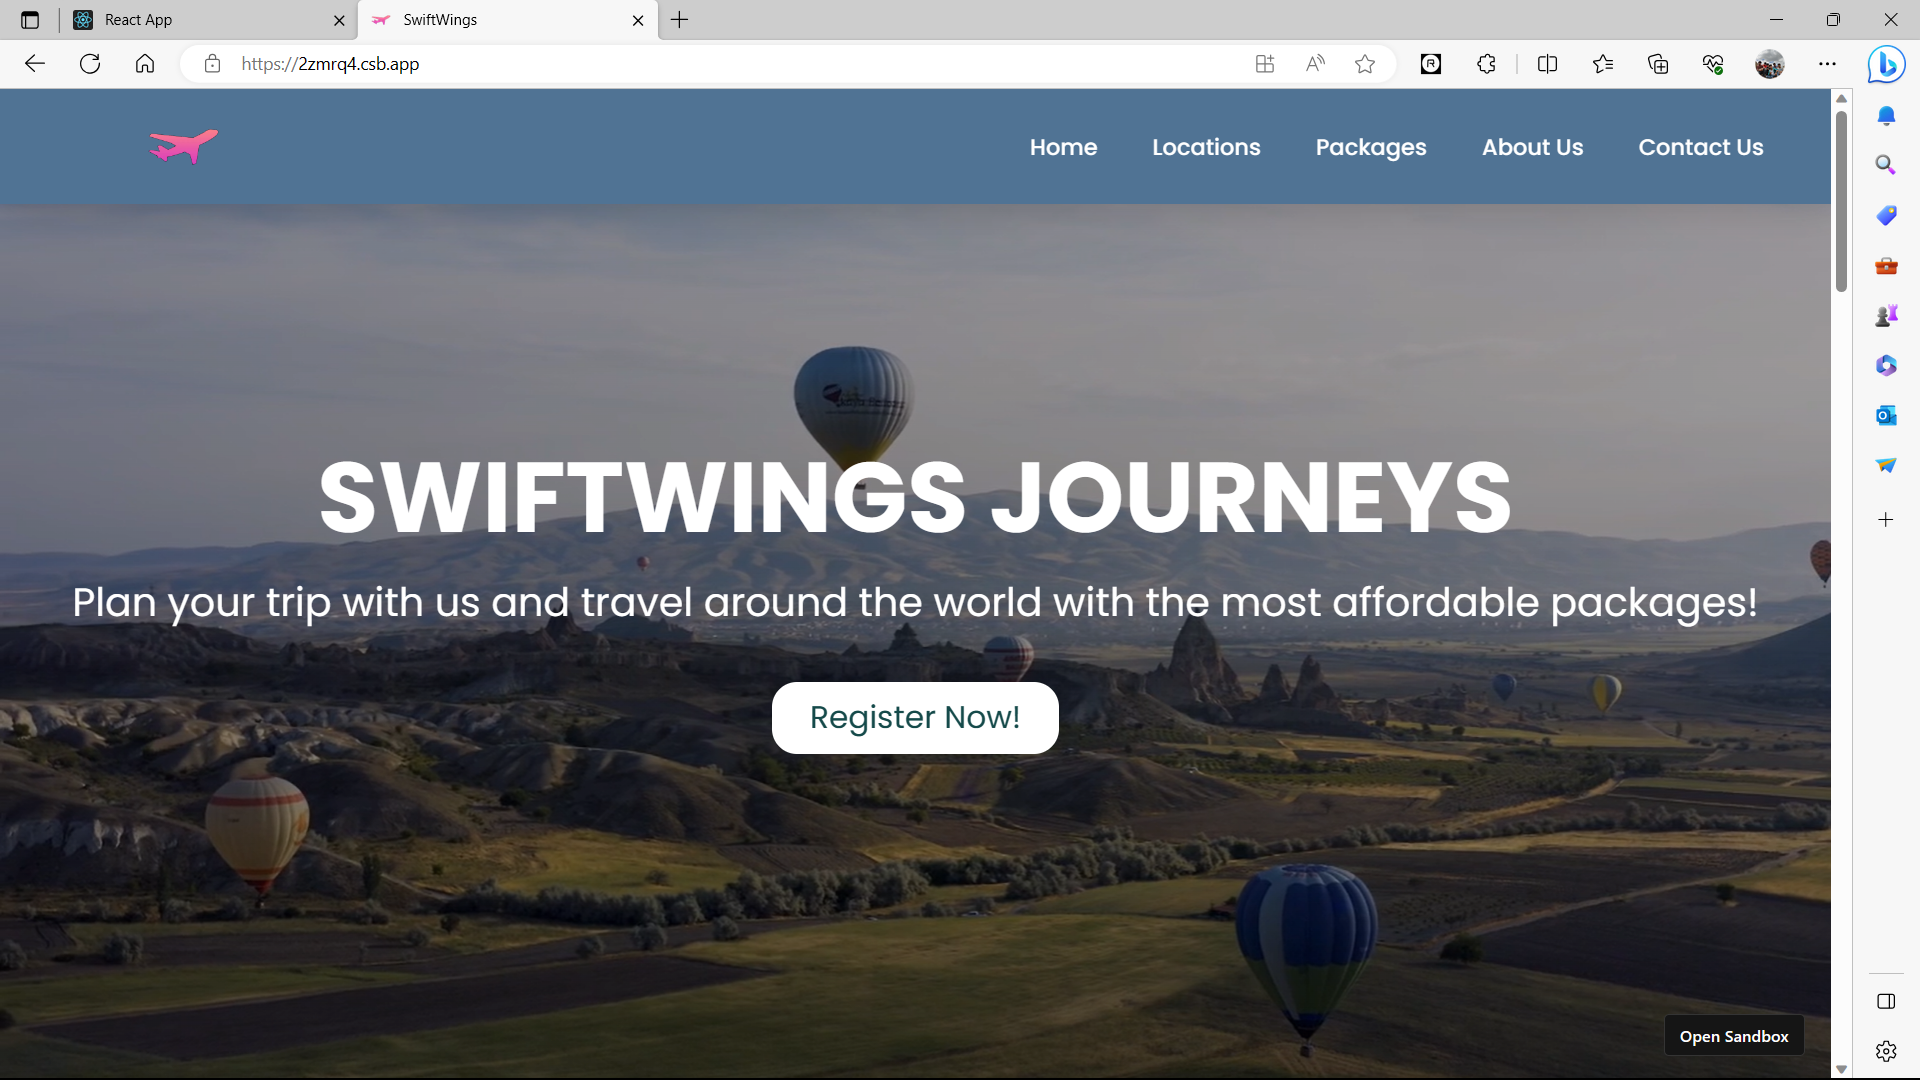 React App
SwiftWings
https://2zmrq4.csb.app
Home
Locations
Packages
About Us
Contact Us
SWIFTWINGS JOURNEYS
Plan your trip with us and travel around the world with the most affordable packages!
Register Now!
Open Sandbox